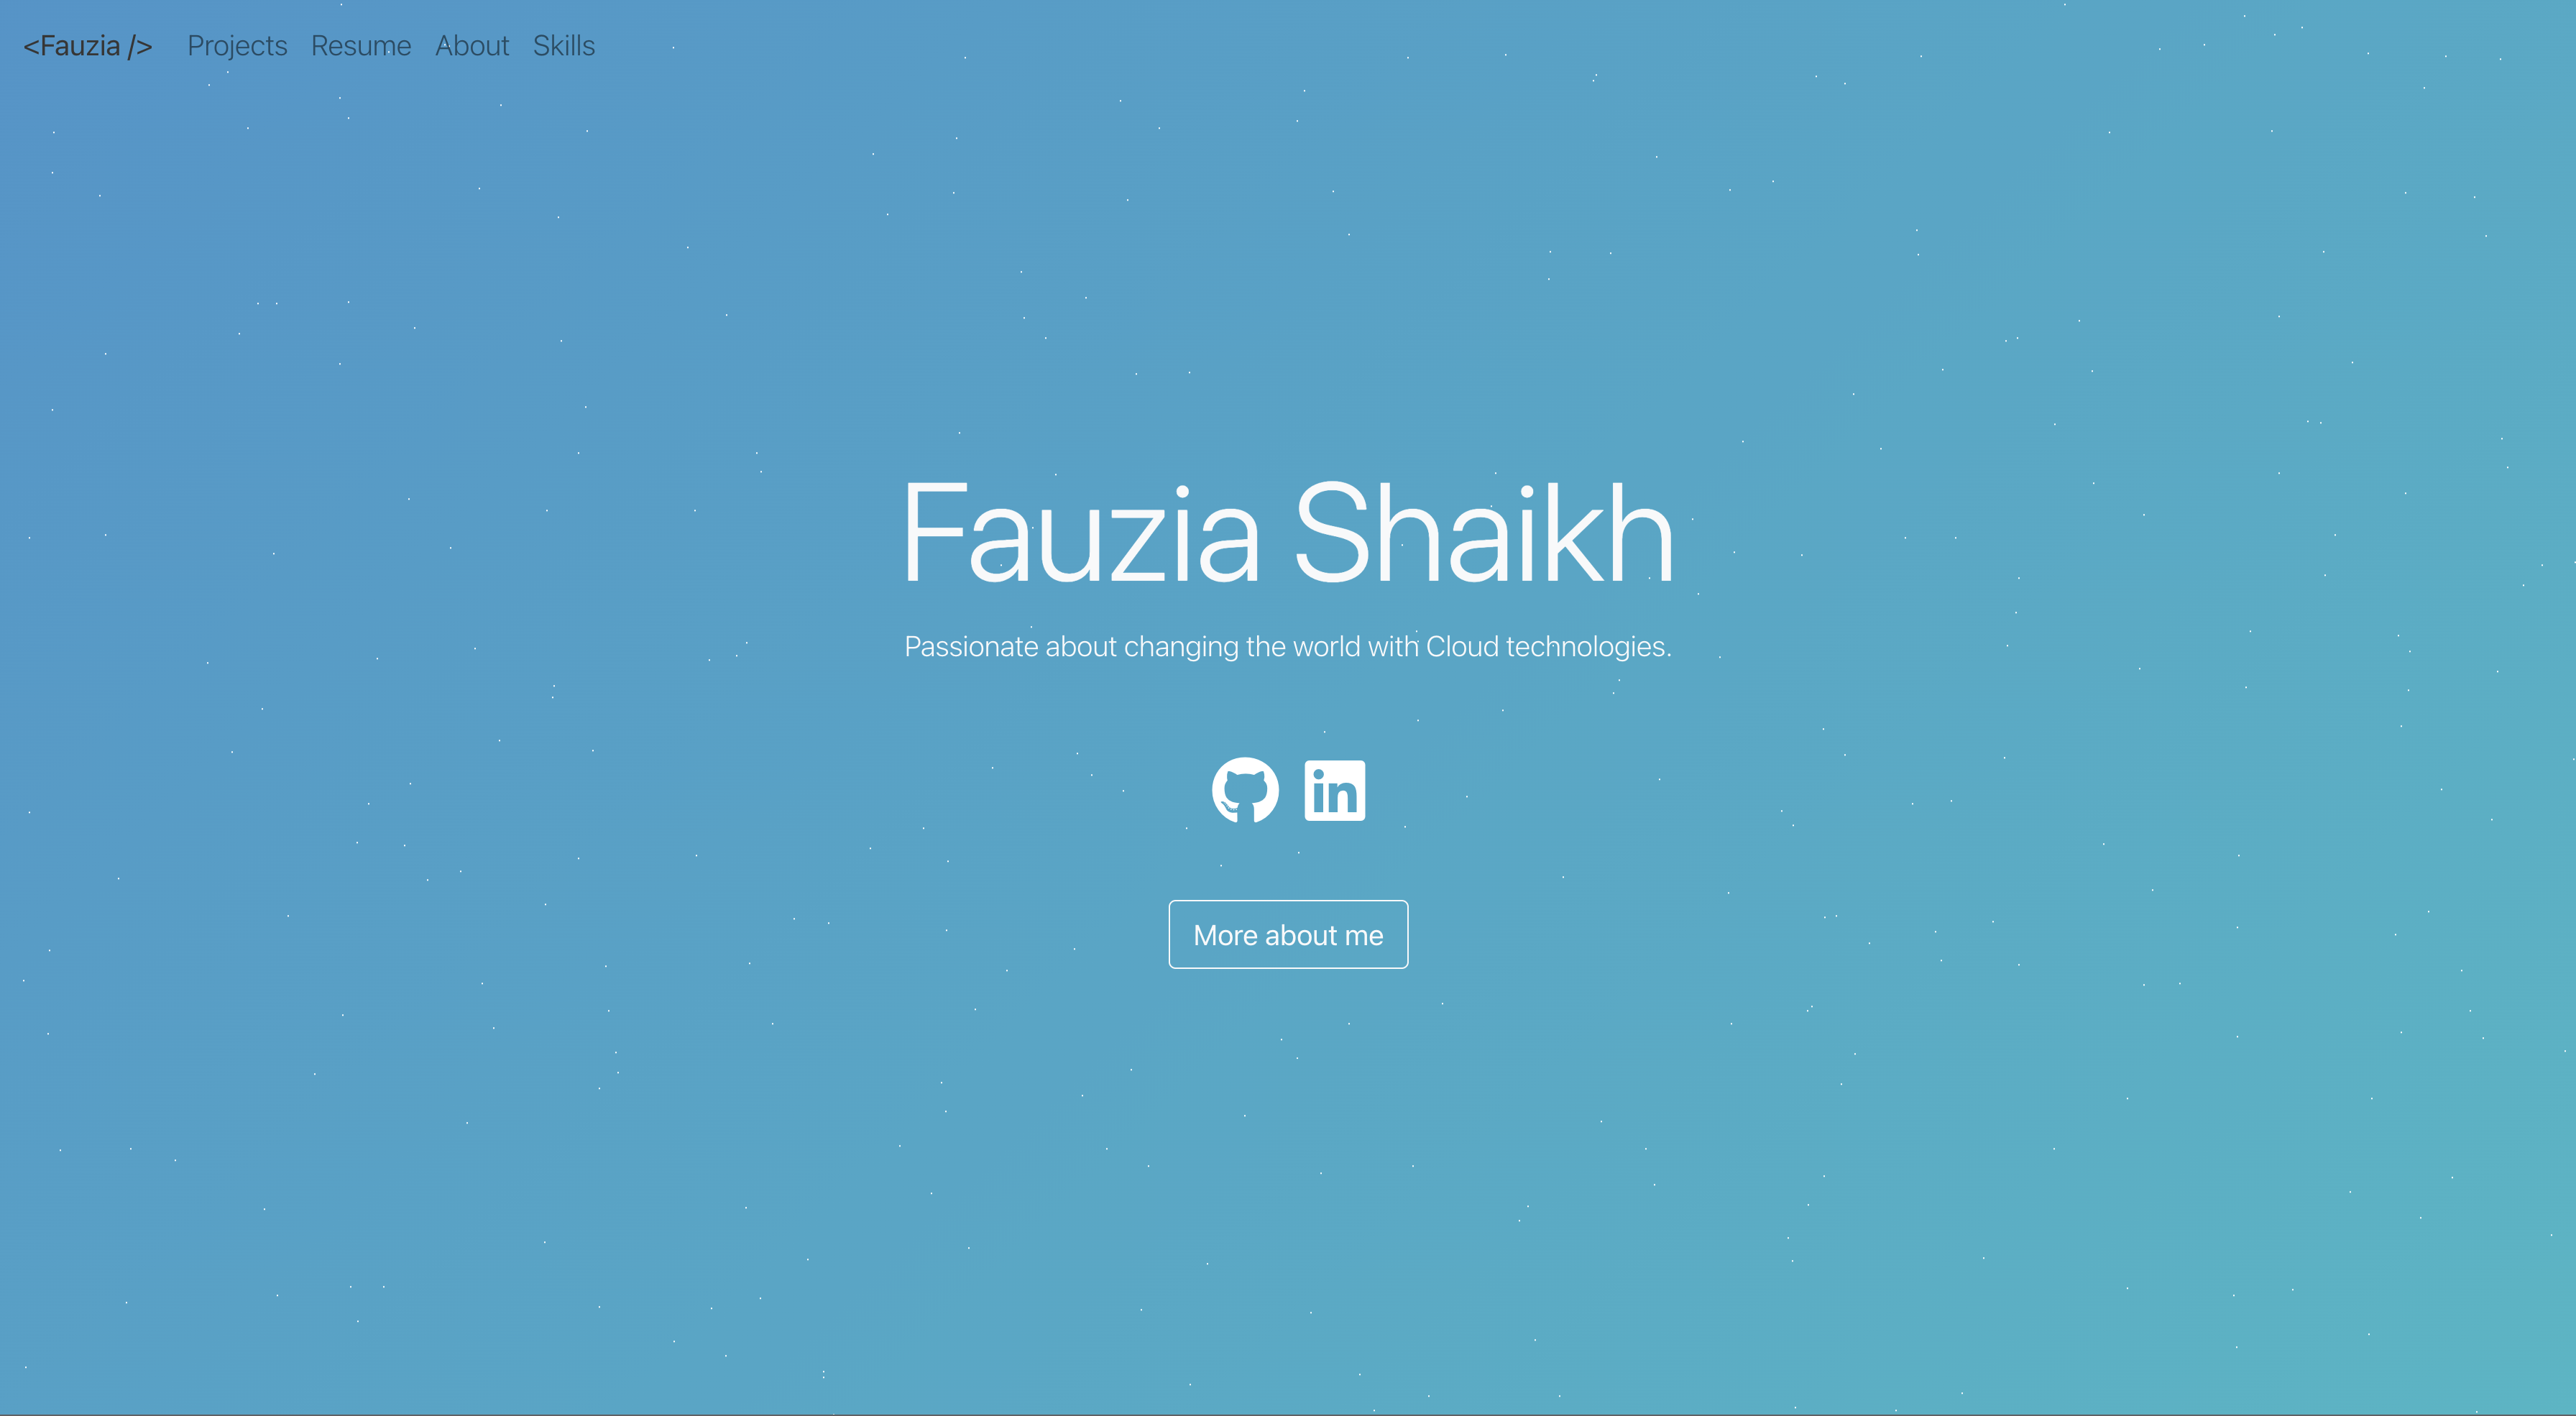 <Fauzia /> Projects Resume About Skills
Fauzia Shaikh
Passionate about changing the world with Cloud technologies.
in
More about me